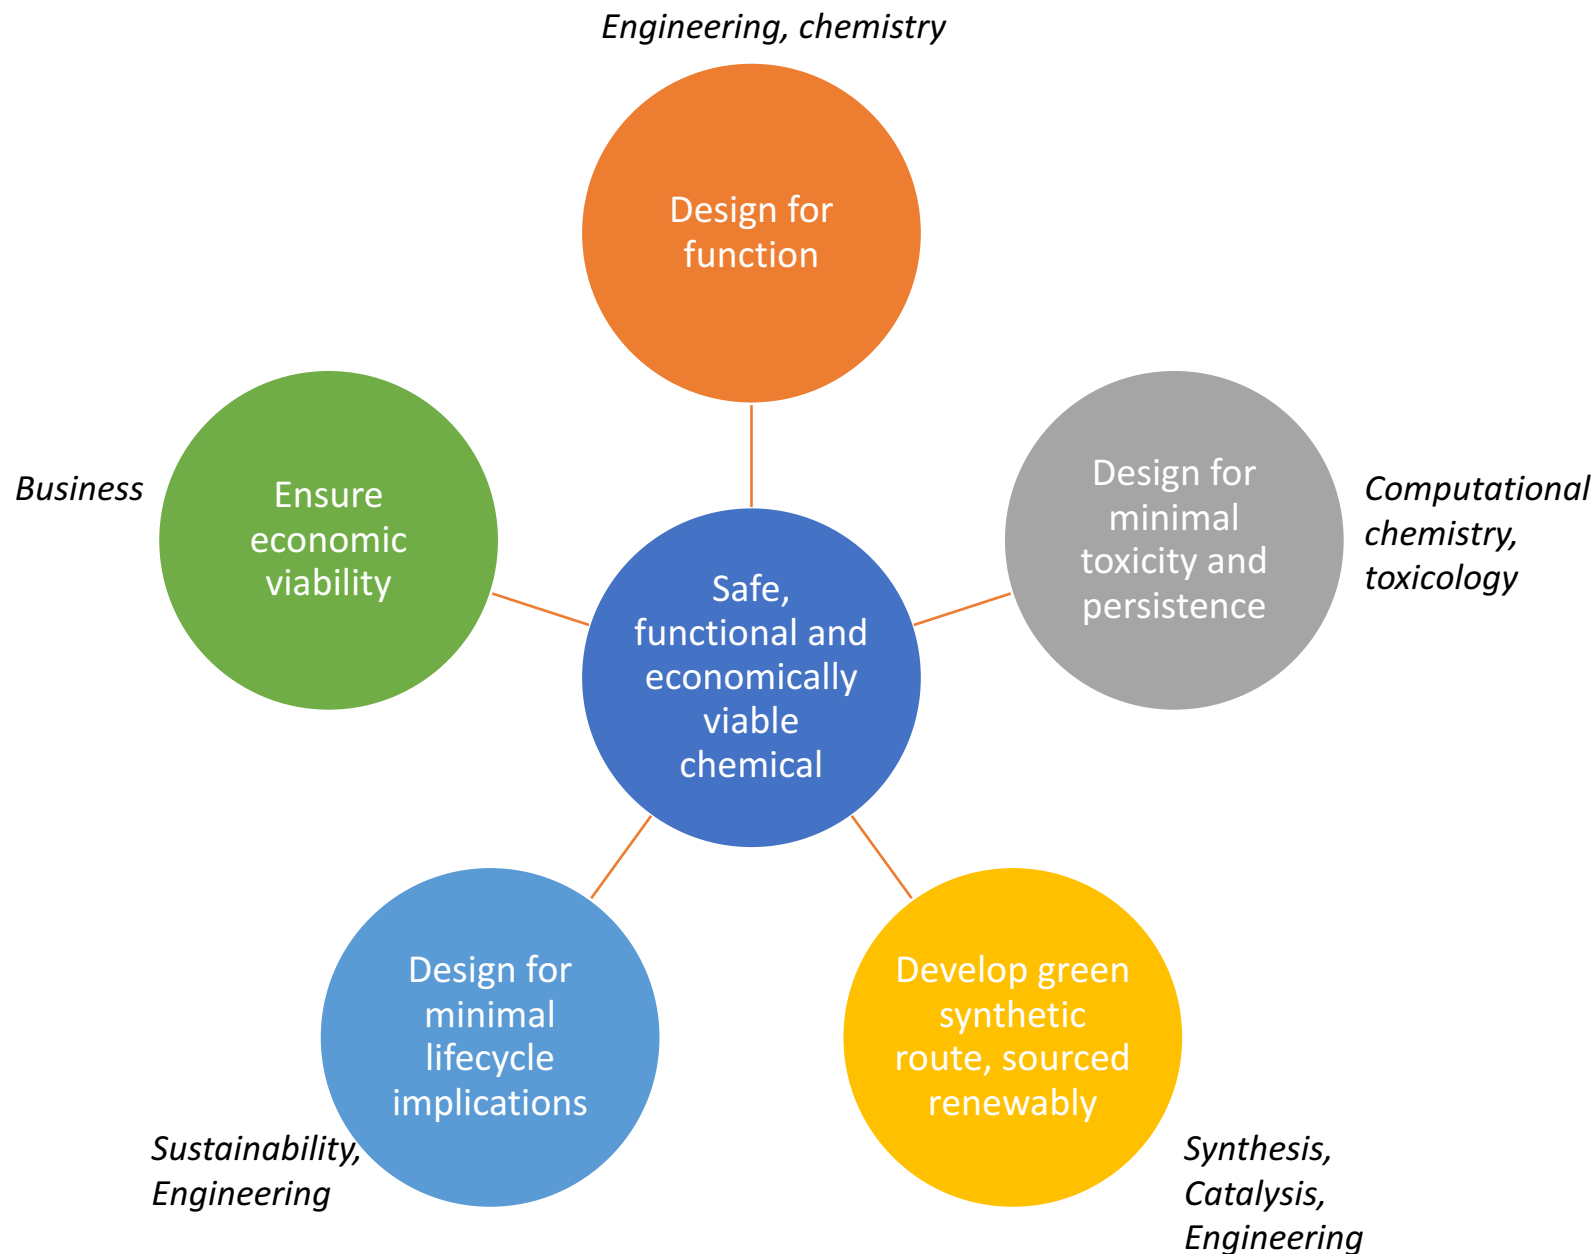 Engineering, chemistry
Design for
function
Business
Ensure
economic
viability
Design for
minimal
toxicity and
persistence
Computational
chemistry,
toxicology
Safe,
functional and
economically
viable
chemical
Design for
minimal
lifecycle
implications
Sustainability,
Engineering
Develop green
synthetic
route, sourced
renewably
Synthesis,
Catalysis,
Engineering